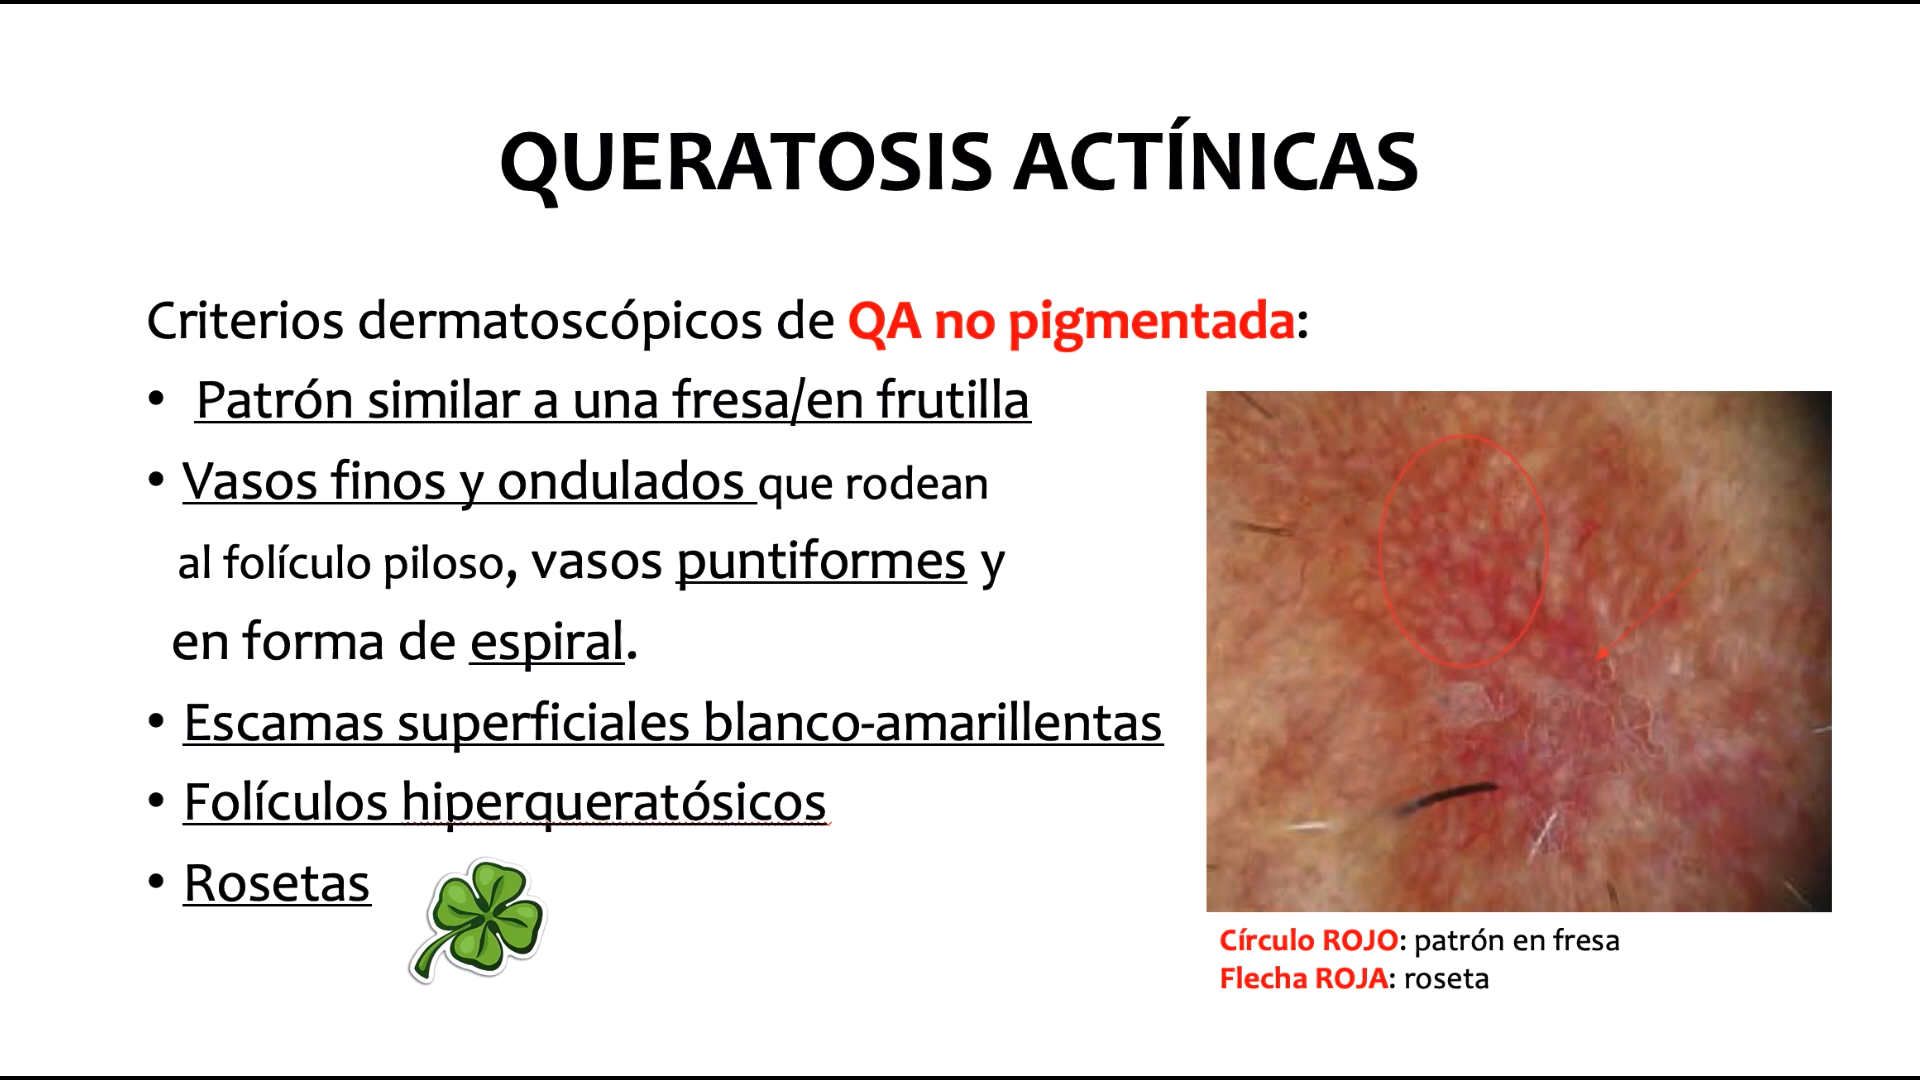 QUERATOSIS ACTÍNICAS
Criterios dermatoscópicos de QA no pigmentada:
• Patrón similar a una fresa/en frutilla
• Vasos finos y ondulados que rodean
al folículo piloso, vasos puntiformes y
en forma de espiral.
• Escamas superficiales blanco-amarillentas
• Folículos hiperqueratósicos
• Rosetas
Círculo ROJO: patrón en fresa
Flecha ROJA: roseta